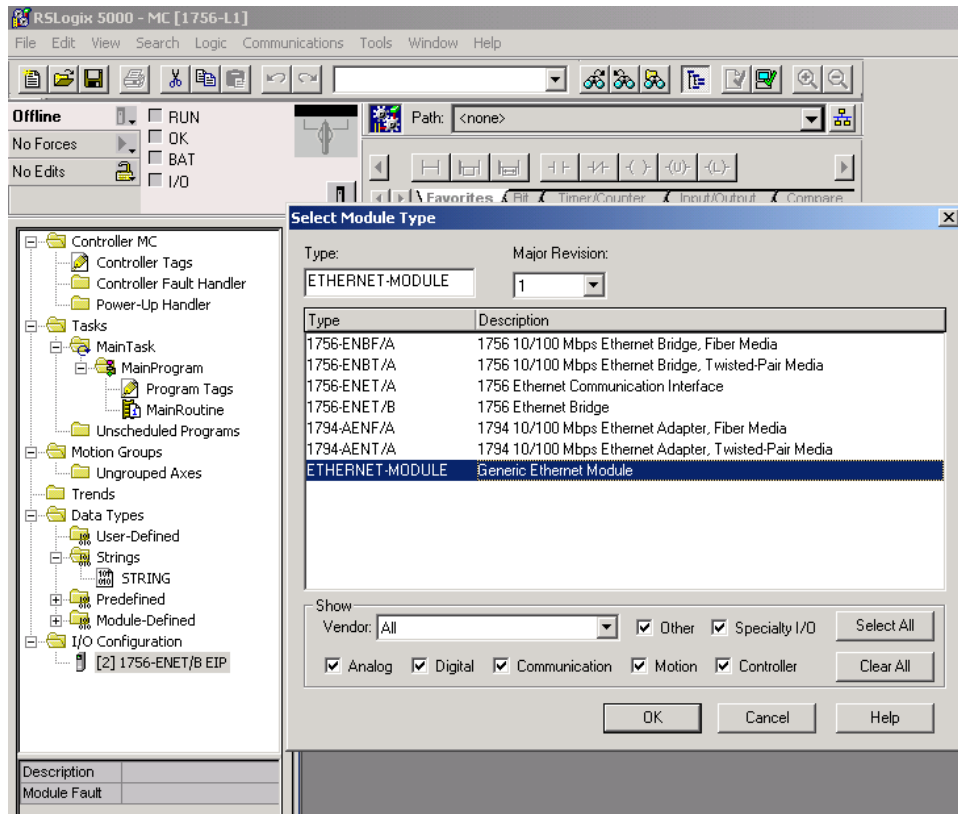 RSLogix 5000 - MC [1756-L1]
File Edit View Search Logic Communications Tools Window Help
Offline
RUN
Path: <none>
No Forces
OK
No Edits
BAT
I/O
Favorites Bit Timer/Counter Input/Output Compare
Select Module Type
Type: Major Revision:
ETHERNET-MODULE 1
Type Description
1756-ENBF/A 1756 10/100 Mbps Ethernet Bridge, Fiber Media
1756-ENBT/A 1756 10/100 Mbps Ethernet Bridge, Twisted-Pair Media
1756-ENET/A 1756 Ethernet Communication Interface
1756-ENET/B 1756 Ethernet Bridge
1794-AENF/A 1794 10/100 Mbps Ethernet Adapter, Fiber Media
1794-AENT/A 1794 10/100 Mbps Ethernet Adapter, Twisted-Pair Media
ETHERNET-MODULE Generic Ethernet Module
Show
Vendor: All Other Specialty I/O Select All
Analog Digital Communication Motion Controller Clear All
OK Cancel Help
Controller MC
Controller Tags
Controller Fault Handler
Power-Up Handler
Tasks
MainTask
MainProgram
Program Tags
MainRoutine
Unscheduled Programs
Motion Groups
Ungrouped Axes
Trends
Data Types
User-Defined
Strings
STRING
Predefined
Module-Defined
I/O Configuration
[2] 1756-ENET/B EIP
Description
Module Fault